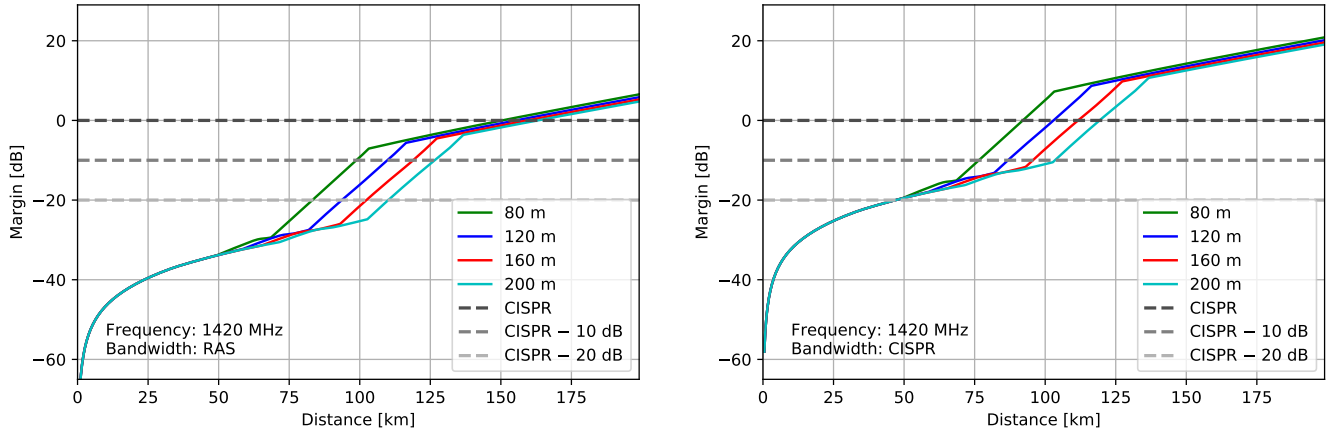 20
0
−20
−40
−60
Margin [dB]
0
25
50
75
100
125
150
175
Distance [km]
Frequency: 1420 MHz
Bandwidth: RAS
80 m
120 m
160 m
200 m
CISPR
CISPR − 10 dB
CISPR − 20 dB
20
0
−20
−40
−60
Margin [dB]
0
25
50
75
100
125
150
175
Distance [km]
Frequency: 1420 MHz
Bandwidth: CISPR
80 m
120 m
160 m
200 m
CISPR
CISPR − 10 dB
CISPR − 20 dB